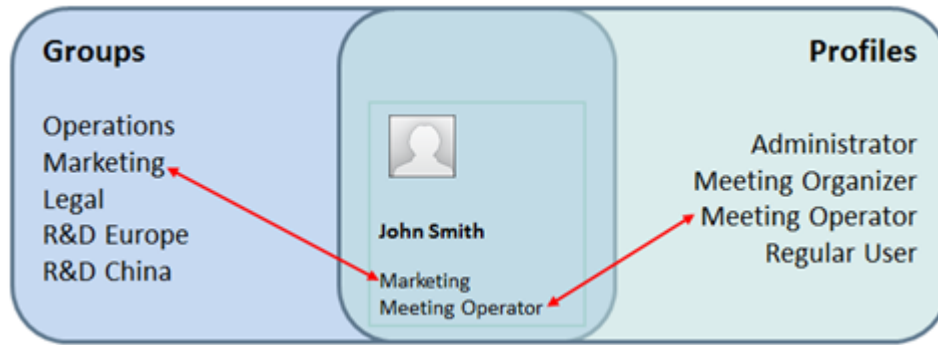 Groups
Operations
Marketing
Legal
R&D Europe
R&D China
John Smith
Marketing
Meeting Operator
Profiles
Administrator
Meeting Organizer
Meeting Operator
Regular User